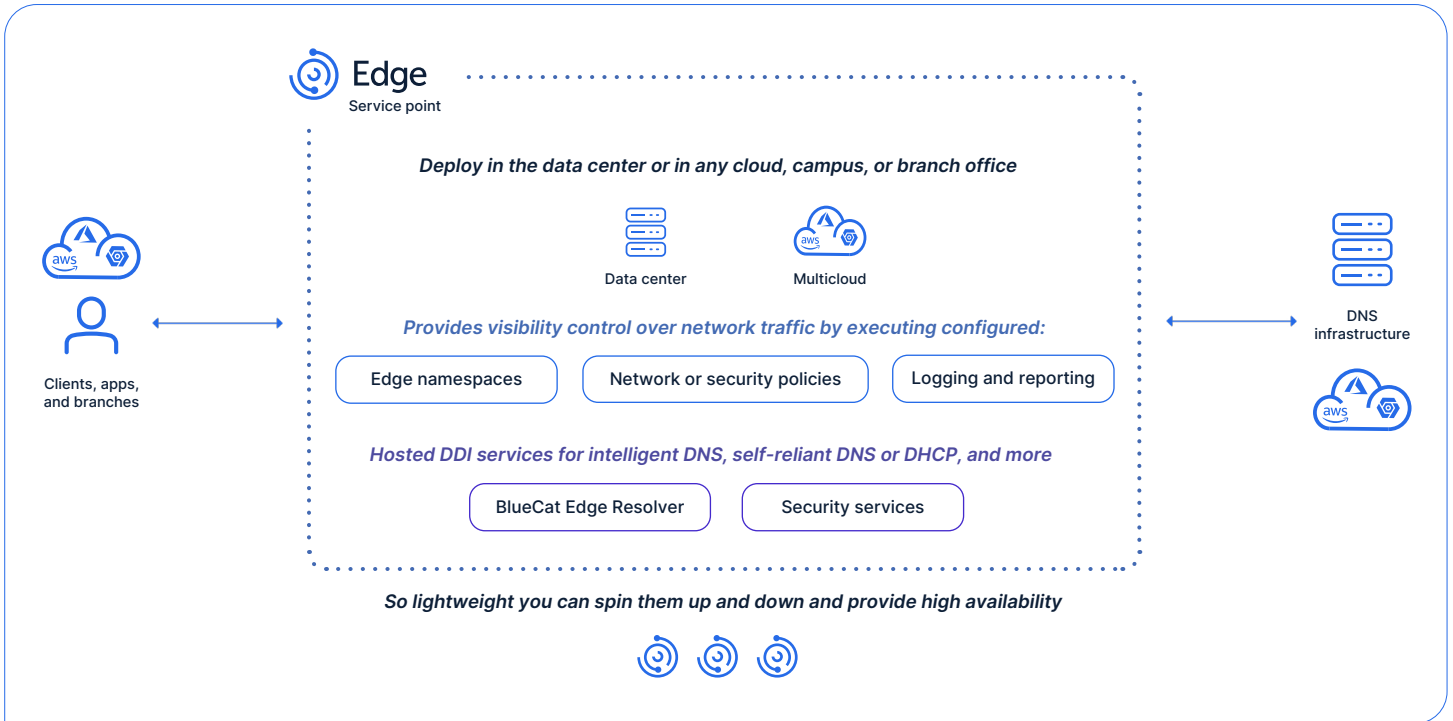 Edge
Service point
Deploy in the data center or in any cloud, campus, or branch office
aws
aws
Data center
Multicloud
Clients, apps,
and branches
Provides visibility control over network traffic by executing configured:
Edge namespaces
Network or security policies
Logging and reporting
DNS
infrastructure
aws
Hosted DDI services for intelligent DNS, self-reliant DNS or DHCP, and more
BlueCat Edge Resolver
Security services
So lightweight you can spin them up and down and provide high availability